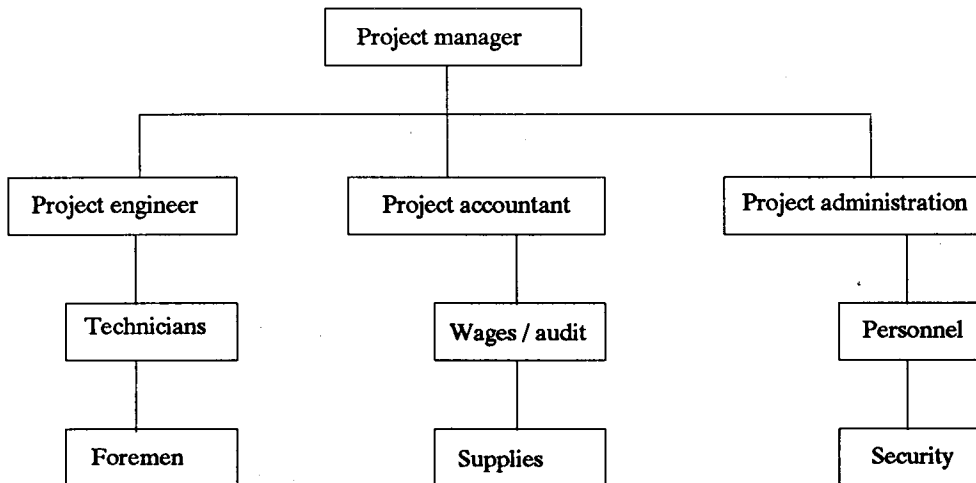 Project manager
Project engineer
Project accountant
Project administration
Technicians
Wages / audit
Personnel
Foremen
Supplies
Security